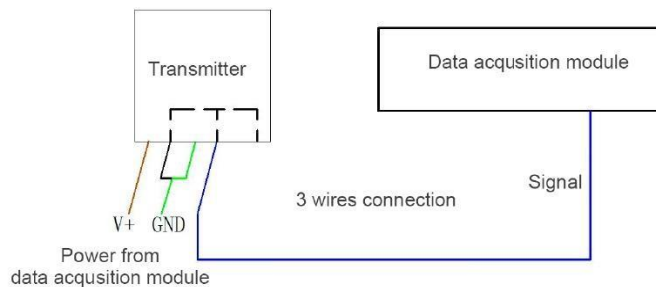 Transmitter
Data acqusition module
3 wires connection
Signal
V+ GND
Power from
data acqusition module